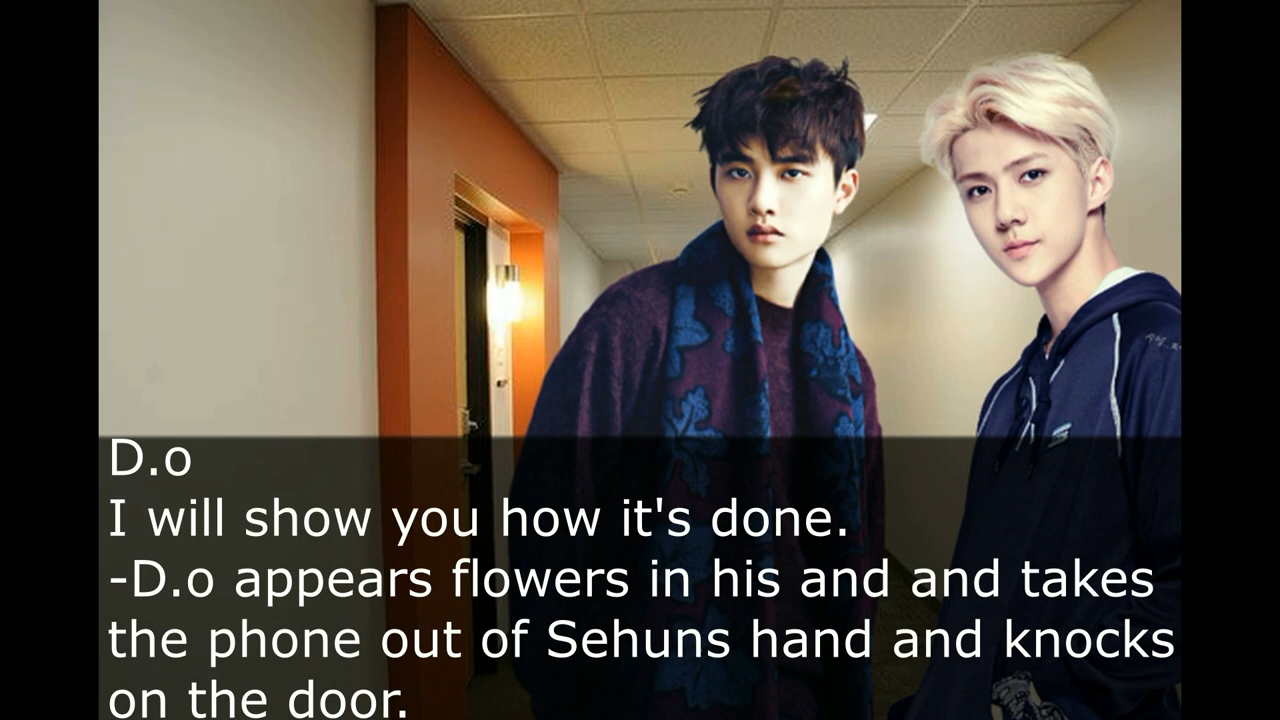 D.o
I will show you how it's done.
-D.o appears flowers in his and and takes
the phone out of Sehuns hand and knocks
on the door.